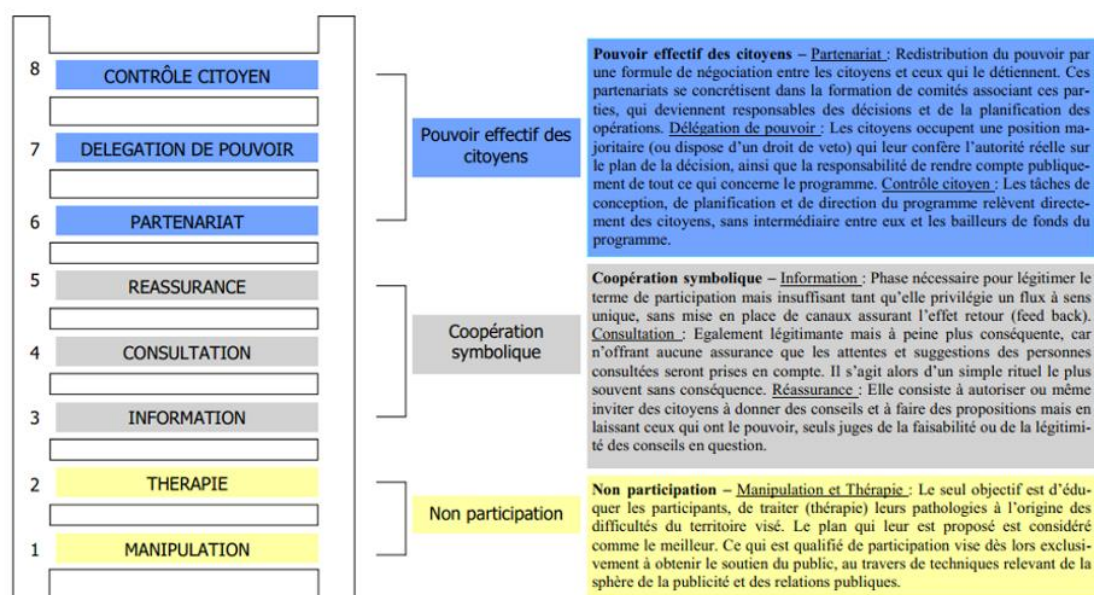 8 CONTRÔLE CITOYEN
7 DELEGATION DE POUVOIR
6 PARTENARIAT
5 REASSURANCE
4 CONSULTATION
3 INFORMATION
2 THERAPIE
1 MANIPULATION
Pouvoir effectif des
citoyens
Coopération
symbolique
Non participation
Pouvoir effectif des citoyens – Partenariat : Redistribution du pouvoir par
une formule de négociation entre les citoyens et ceux qui le détiennent. Ces
partenariats se concrétisent dans la formation de comités associant ces par-
ties, qui deviennent responsables des décisions et de la planification des
opérations. Délégation de pouvoir : Les citoyens occupent une position ma-
joritaire (ou dispose d’un droit de veto) qui leur confère l’autorité réelle sur
le plan de la décision, ainsi que la responsabilité de rendre compte publique-
ment de tout ce qui concerne le programme. Contrôle citoyen : Les tâches de
conception, de planification et de direction du programme relèvent directe-
ment des citoyens, sans intermédiaire entre eux et les bailleurs de fonds du
programme.
Coopération symbolique – Information : Phase nécessaire pour légitimer le
terme de participation mais insuffisant tant qu’elle privilégie un flux à sens
unique, sans mise en place de canaux assurant l’effet retour (feed back).
Consultation : Egalement légitimante mais à peine plus conséquente, car
n’offrant aucune assurance que les attentes et suggestions des personnes
consultées seront prises en compte. Il s’agit alors d’un simple rituel le plus
souvent sans conséquence. Réassurance : Elle consiste à autoriser ou même
inviter des citoyens à donner des conseils et à faire des propositions mais en
laissant ceux qui ont le pouvoir, seuls juges de la faisabilité ou de la légitimi-
té des conseils en question.
Non participation – Manipulation et Thérapie : Le seul objectif est d’édu-
quer les participants, de traiter (thérapie) leurs pathologies à l’origine des
difficultés du territoire visé. Le plan qui leur est proposé est considéré
comme le meilleur. Ce qui est qualifié de participation vise dès lors exclusi-
vement à obtenir le soutien du public, au travers de techniques relevant de la
sphère de la publicité et des relations publiques.